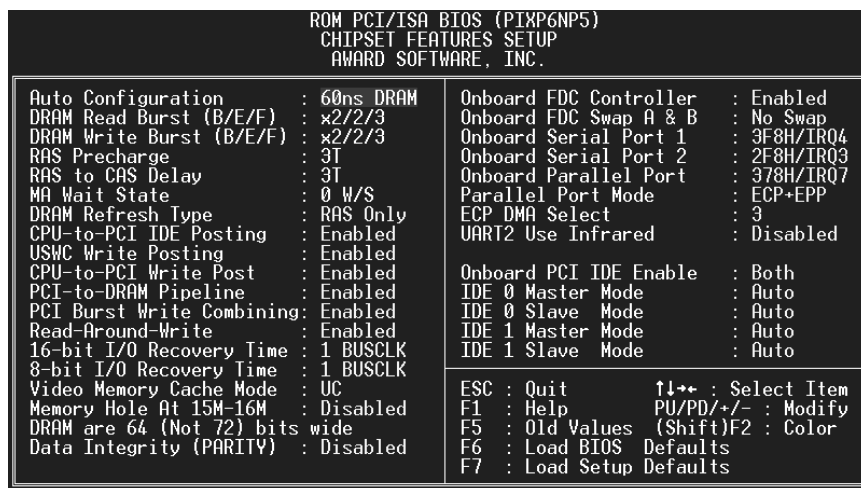 ROM PCI/ISA BIOS (PIXP6NP5)
CHIPSET FEATURES SETUP
AWARD SOFTWARE, INC.
Auto Configuration : 60ns DRAM
DRAM Read Burst (B/E/F) : x2/2/3
DRAM Write Burst (B/E/F) : x2/2/3
RAS Precharge : 3T
RAS to CAS Delay : 3T
MA Wait State : 0 W/S
DRAM Refresh Type : RAS Only
CPU-to-PCI IDE Posting : Enabled
USWC Write Posting : Enabled
CPU-to-PCI Write Post : Enabled
PCI-to-DRAM Pipeline : Enabled
PCI Burst Write Combining: Enabled
Read-Around-Write : Enabled
16-bit I/O Recovery Time : 1 BUSCLK
8-bit I/O Recovery Time : 1 BUSCLK
Video Memory Cache Mode : UC
Memory Hole At 15M-16M : Disabled
DRAM are 64 (Not 72) bits wide
Data Integrity (PARITY) : Disabled
Onboard FDC Controller : Enabled
Onboard FDC Swap A & B : No Swap
Onboard Serial Port 1 : 3F8H/IRQ4
Onboard Serial Port 2 : 2F8H/IRQ3
Onboard Parallel Port : 378H/IRQ7
Parallel Port Mode : ECP+EPP
ECP DMA Select : 3
UART2 Use Infrared : Disabled
Onboard PCI IDE Enable : Both
IDE 0 Master Mode : Auto
IDE 0 Slave Mode : Auto
IDE 1 Master Mode : Auto
IDE 1 Slave Mode : Auto
ESC : Quit ↑↓→← : Select Item
F1 : Help PU/PD/+/- : Modify
F5 : Old Values (Shift)F2 : Color
F6 : Load BIOS Defaults
F7 : Load Setup Defaults